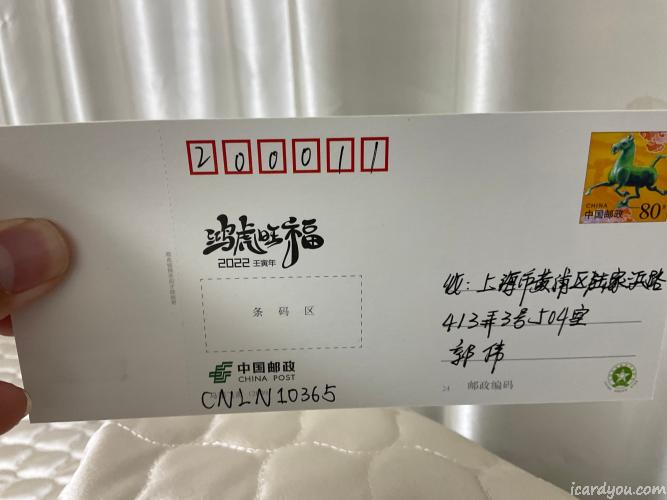 200011
CHINA
中国邮政 80分
鸿虎旺福
2022 壬寅年
条码区
中国邮政
CHINA POST
CNLN10365
收:上海市黄浦区陆家浜路
413弄3号504室
郭伟
24 邮政编码
icardyou.com